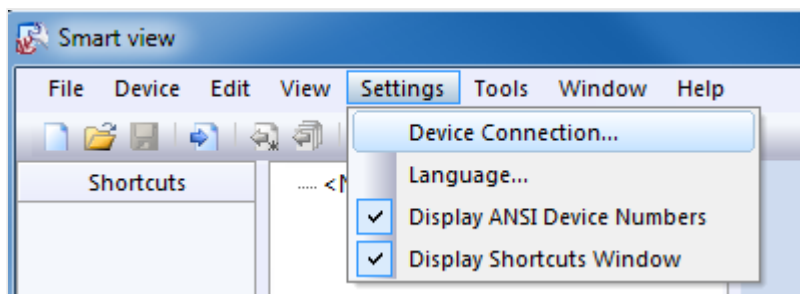 Smart view
File Device Edit View Settings Tools Window Help
Device Connection...
Shortcuts
Language...
Display ANSI Device Numbers
Display Shortcuts Window